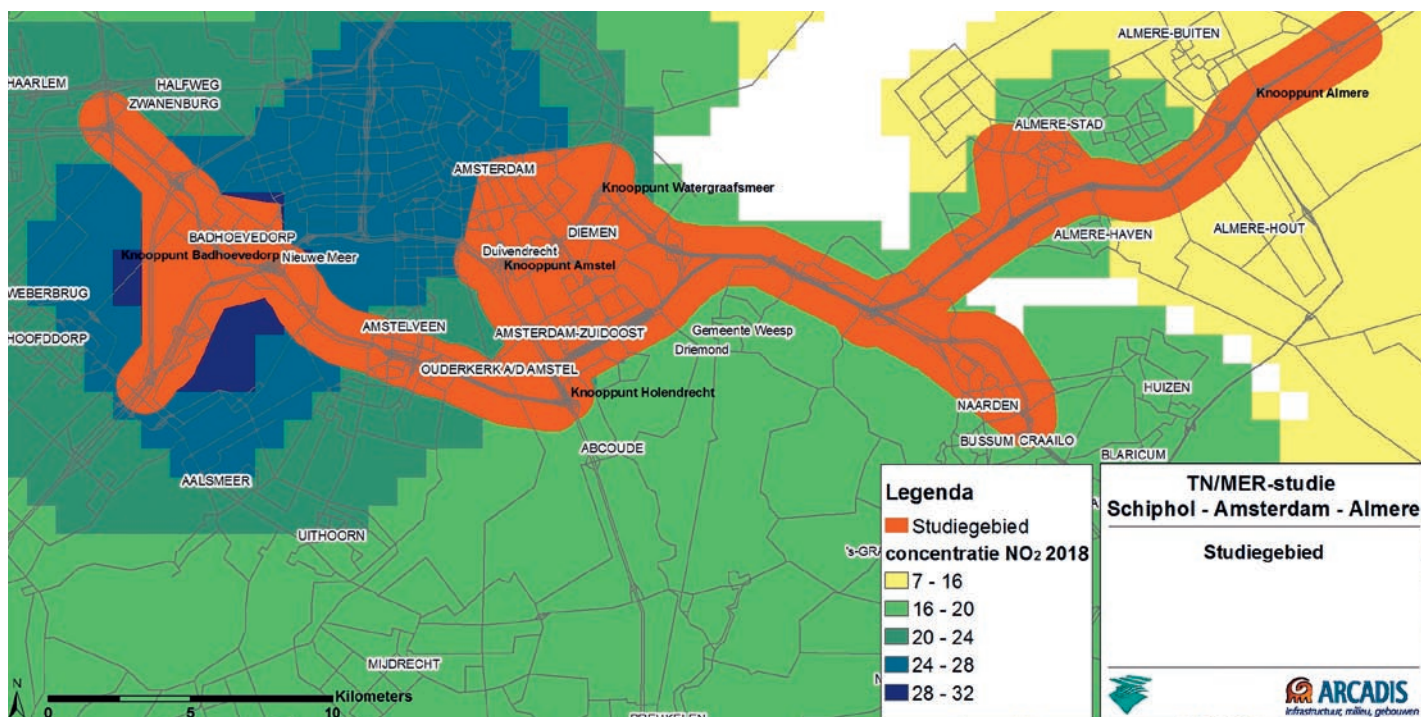 ALMERE-BUITEN
HAARLEM
HALFWEG
ZWANENBURG
Knooppunt Almere
ALMERE-STAD
AMSTERDAM
Knooppunt Watergraafsmeer
DIEMEN
BADHOEVEDORP
ALMERE-HAVEN
ALMERE-HOUT
Duivendrecht
Knooppunt Badhoevedorp
Nieuwe Meer
Knooppunt Amstel
WEBERBRUG
AMSTELVEEN
AMSTERDAM-ZUIDOOST
Gemeente Weesp
HOOFDDORP
Driemond
OUDERKERK A/D AMSTEL
HUIZEN
Knooppunt Holendrecht
NAARDEN
BUSSUM
CRAAILO
ABCOUDE
BLARICUM
AALSMEER
UITHOORN
's-GRA
MIJDRECHT
BREUKELEN
N
Kilometers
0 5 10
Legenda
Studiegebied
concentratie NO2 2018
7 - 16
16 - 20
20 - 24
24 - 28
28 - 32
TN/MER-studie
Schiphol - Amsterdam - Almere
Studiegebied
ARCADIS
Infrastructuur, milieu, gebouwen